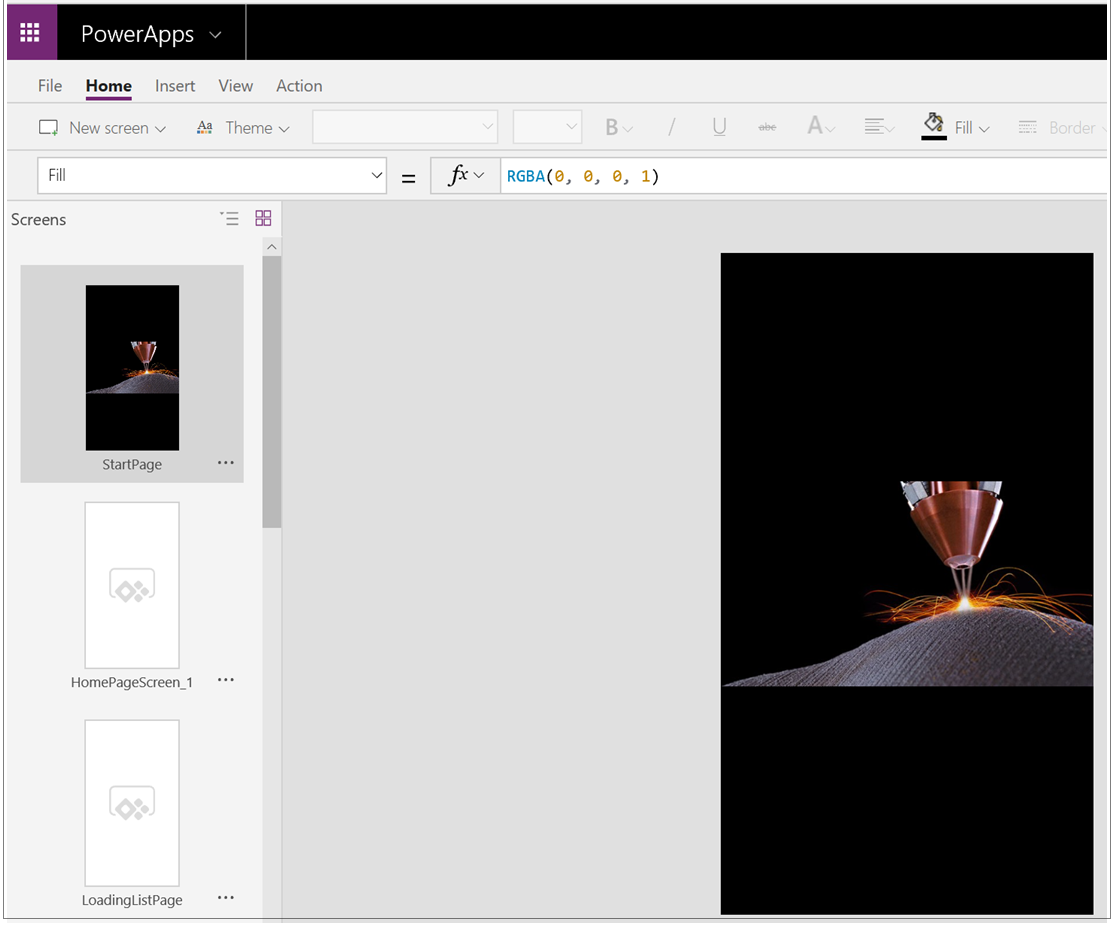 PowerApps
File Home Insert View Action
New screen Aa Theme B / U abc A Fill Border
Fill = fx RGBA(0, 0, 0, 1)
Screens
StartPage ...
HomePageScreen_1 ...
LoadingListPage ...